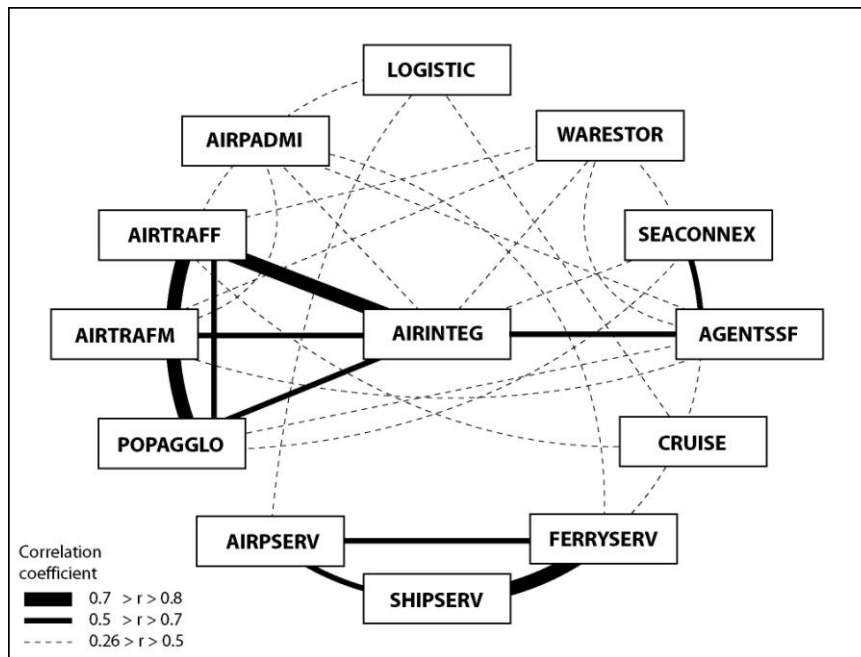 LOGISTIC
AIRPADMI
WARESTOR
AIRTRAFF
SEACONNEX
AIRTRAFM
AIRINTEG
AGENTSSF
POPAGGLO
CRUISE
AIRPSERV
FERRYSERV
SHIPSERV
Correlation
coefficient
0.7 > r > 0.8
0.5 > r > 0.7
0.26 > r > 0.5